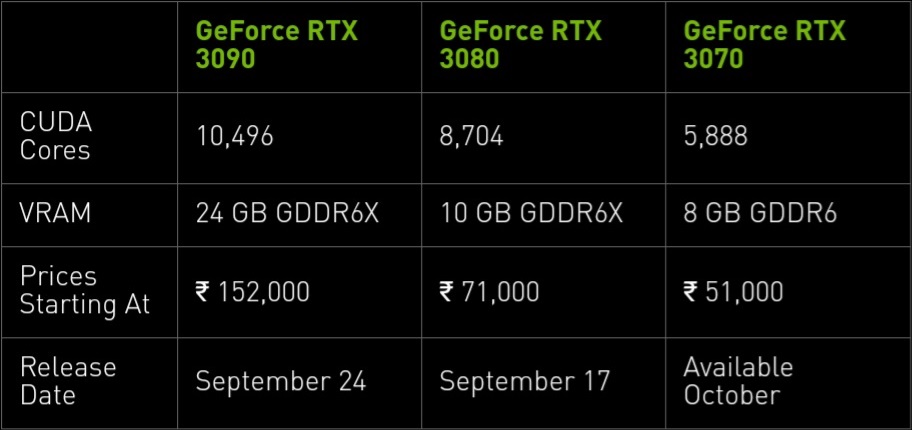 GeForce RTX
3090
GeForce RTX
3080
GeForce RTX
3070
CUDA
Cores
10,496
8,704
5,888
VRAM
24 GB GDDR6X
10 GB GDDR6X
8 GB GDDR6
Prices
Starting At
₹ 152,000
₹ 71,000
₹ 51,000
Release
Date
September 24
September 17
Available
October